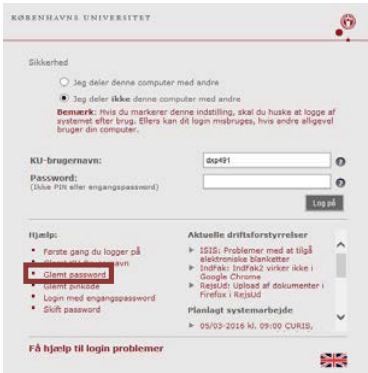 KØBENHAVNS UNIVERSITET
Sikkerhed
Jeg deler denne computer med andre
Jeg deler ikke denne computer med andre
Bemærk: Hvis du markerer denne indstilling, skal du huske at logge af
systemet efter brug. Ellers kan dit login misbruges, hvis andre alligevel
bruger din computer.
KU-brugernavn:
dxp491
Password:
(Ikke PIN eller engangspassword)
Log på
Hjælp:
Første gang du logger på
Glemt password
Glemt pinkode
Login med engangspassword
Skift password
Aktuelle driftsforstyrrelser
ISIS: Problemer med at tilgå
elektroniske blanketter
IndFak: IndFak2 virker ikke i
Google Chrome
RejsUd: Upload af dokumenter i
Firefox i RejsUd
Planlagt systemarbejde
05/03-2016 kl. 09:00 CURIS,
Få hjælp til login problemer